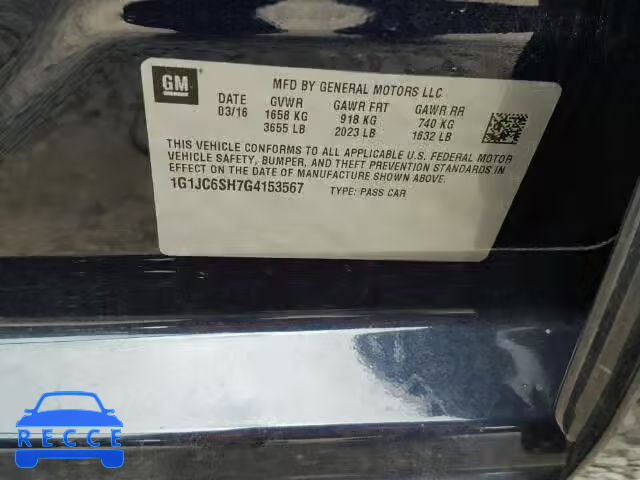 GM
MFD BY GENERAL MOTORS LLC
DATE GVWR GAWR FRT GAWR RR
03/16 1658 KG 918 KG 740 KG
3655 LB 2023 LB 1632 LB
THIS VEHICLE CONFORMS TO ALL APPLICABLE U.S. FEDERAL MOTOR
VEHICLE SAFETY, BUMPER, AND THEFT PREVENTION STANDARDS IN
EFFECT ON THE DATE OF MANUFACTURE SHOWN ABOVE.
1G1JC6SH7G4153567 TYPE: PASS CAR
RECCE